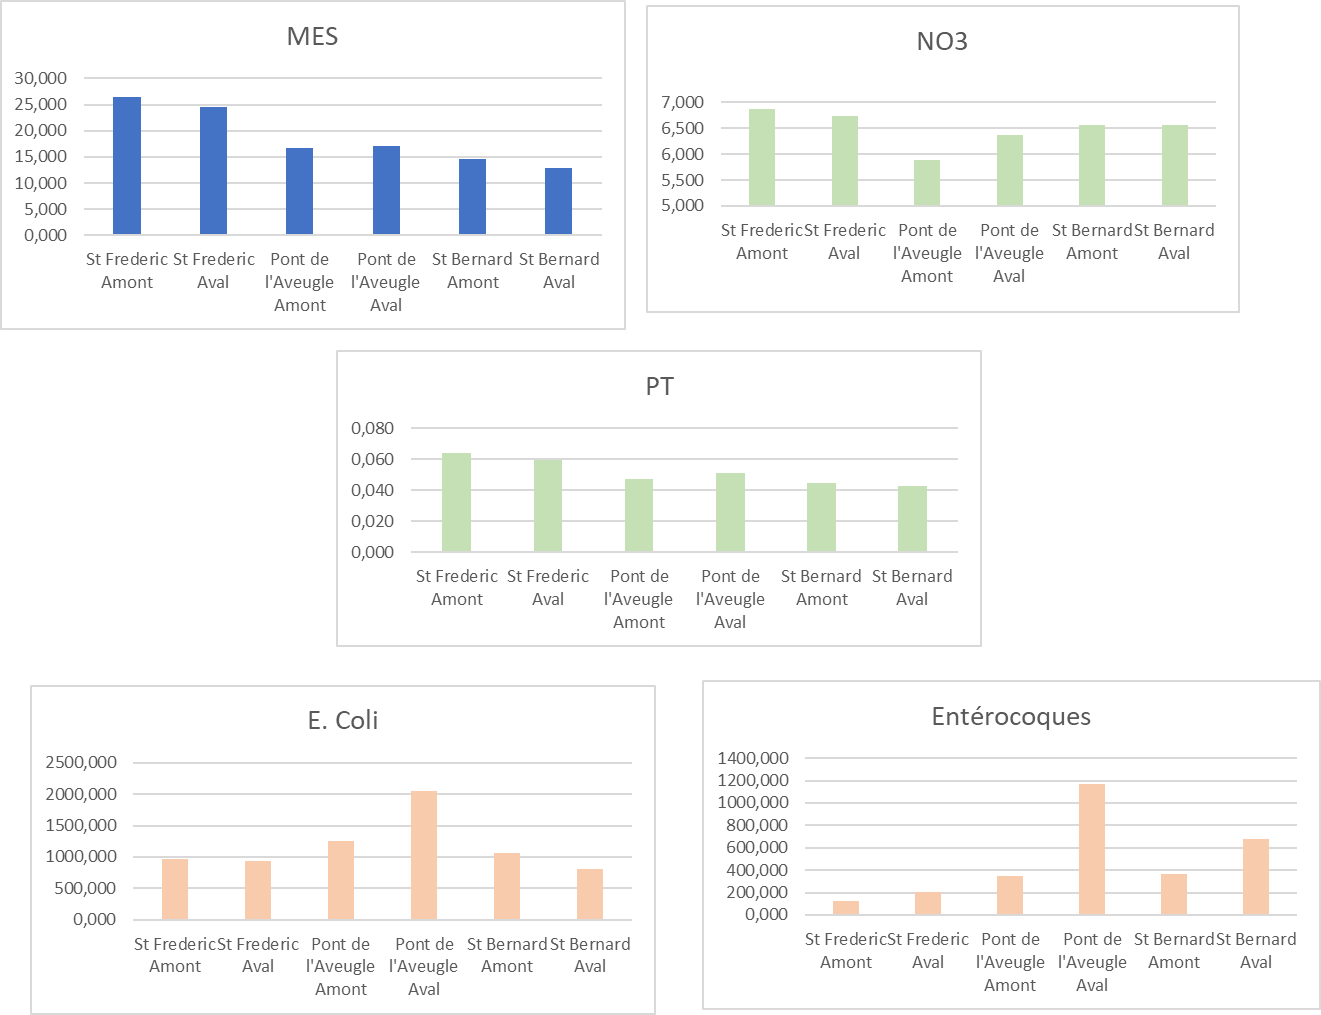 MES
30,000
25,000
20,000
15,000
10,000
5,000
0,000
St Frederic St Frederic Pont de Pont de St Bernard St Bernard
Amont Aval l'Aveugle l'Aveugle Amont Aval
Amont Aval
NO3
7,000
6,500
6,000
5,500
5,000
St Frederic St Frederic Pont de Pont de St Bernard St Bernard
Amont Aval l'Aveugle l'Aveugle Amont Aval
Amont Aval
PT
0,080
0,060
0,040
0,020
0,000
St Frederic St Frederic Pont de Pont de St Bernard St Bernard
Amont Aval l'Aveugle l'Aveugle Amont Aval
Amont Aval
E. Coli
2500,000
2000,000
1500,000
1000,000
500,000
0,000
St Frederic St Frederic Pont de Pont de St Bernard St Bernard
Amont Aval l'Aveugle l'Aveugle Amont Aval
Amont Aval
Entérocoques
1400,000
1200,000
1000,000
800,000
600,000
400,000
200,000
0,000
St Frederic St Frederic Pont de Pont de St Bernard St Bernard
Amont Aval l'Aveugle l'Aveugle Amont Aval
Amont Aval